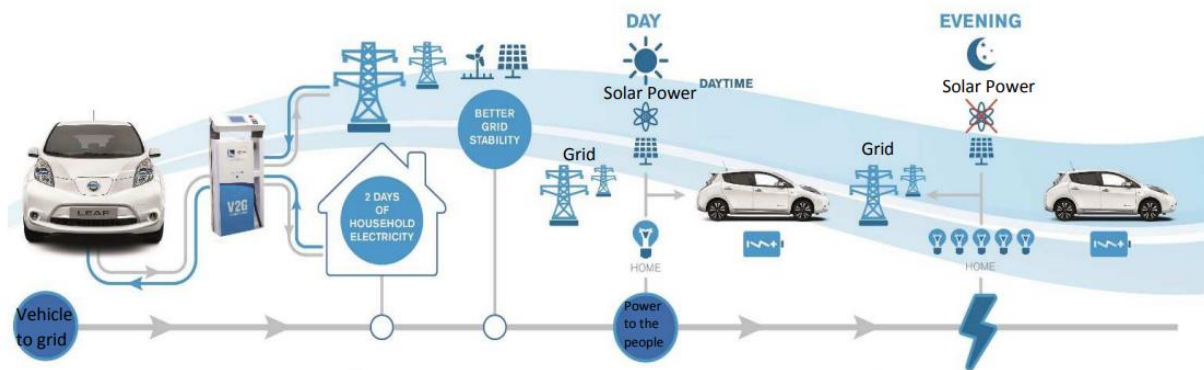 DAY
EVENING
Solar Power
DAYTIME
Solar Power
BETTER
GRID
STABILITY
Grid
Grid
V2G
2 DAYS
OF
HOUSEHOLD
ELECTRICITY
LEAF
HOME
HOME
Vehicle
to grid
Power
to the
people